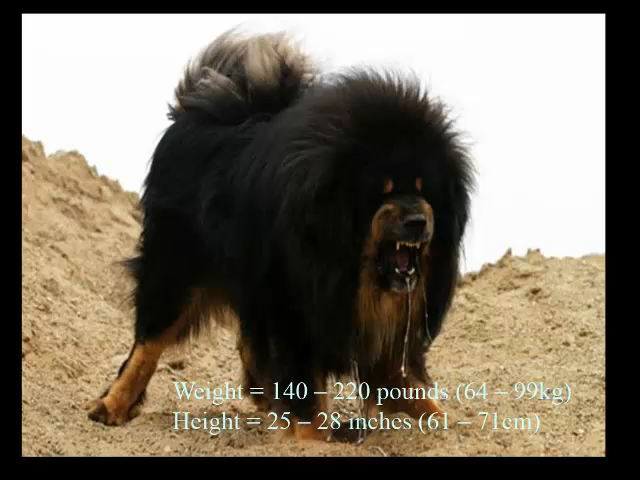 Weight = 140 – 220 pounds (64 – 99kg)
Height = 25 – 28 inches (61 – 71cm)